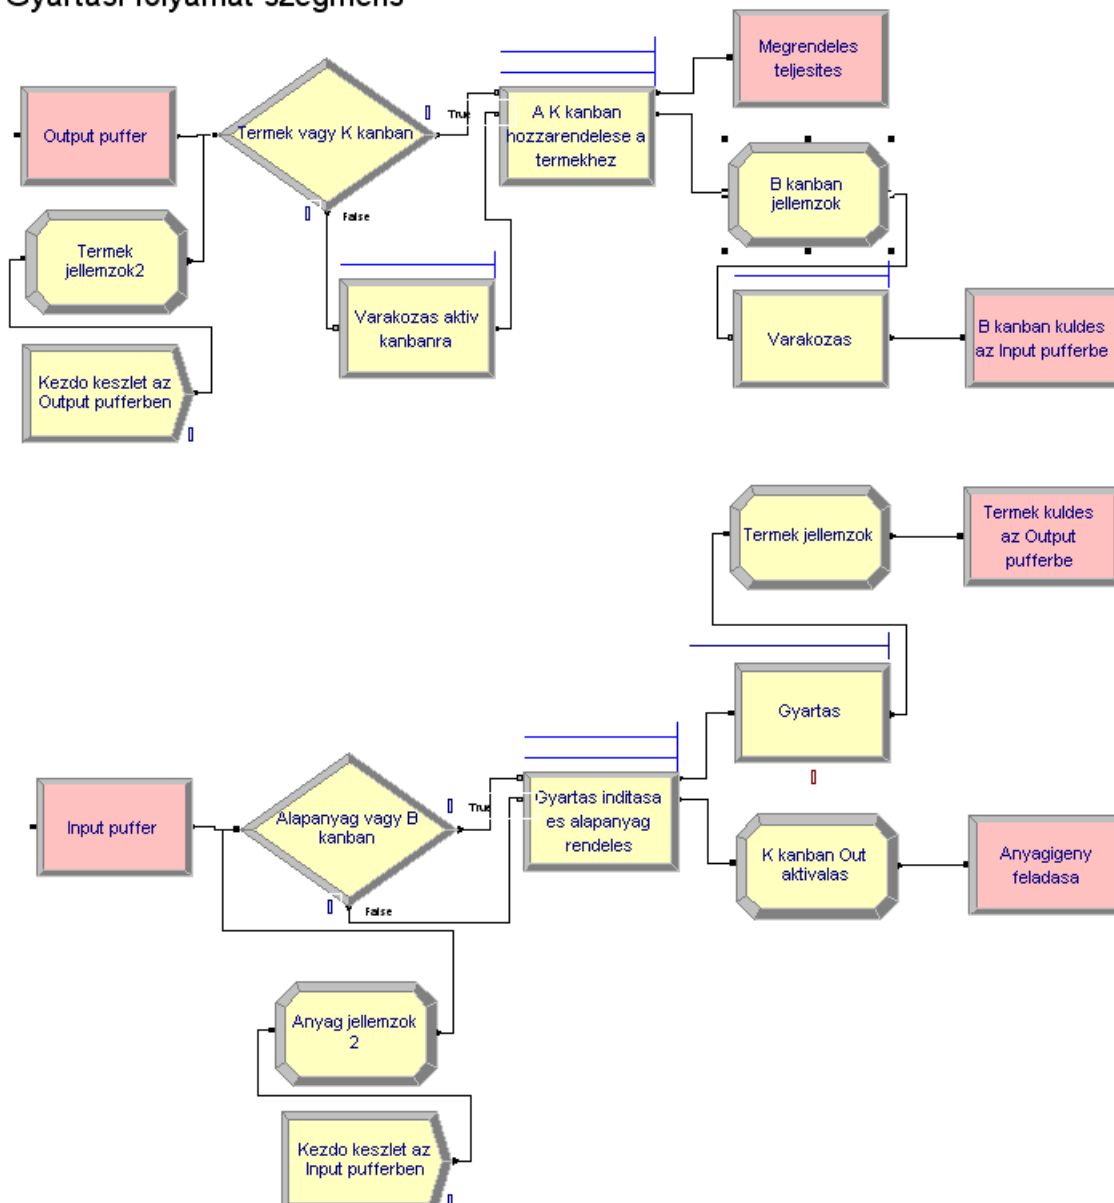 Gyartasi folyamat szegmens
Megrendeles
teljesites
Output puffer
Termek vagy K kanban
True
A K kanban
hozzarendelese a
termekhez
B kanban
jellemzok
False
Termek
jellemzok2
Varakozas aktiv
kanbanra
Varakozas
B kanban kuldes
az Input pufferbe
Kezdo keszlet az
Output pufferben
Termek jellemzok
Termek kuldes
az Output
pufferbe
Gyartas
Input puffer
Alapanyag vagy B
kanban
True
Gyartas inditasa
es alapanyag
rendeles
K kanban Out
aktivalas
Anyagigeny
feladasa
False
Anyag jellemzok
2
Kezdo keszlet az
Input pufferben